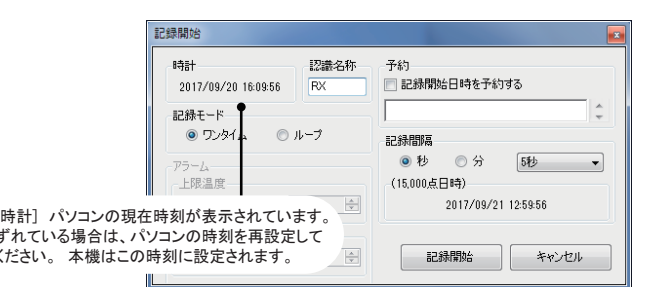 記録開始
時計
2017/09/20 16:09:56
認識名称
RX
予約
記録開始日時を予約する
記録モード
ワンタイム
ループ
記録間隔
秒
分
5秒
(15,000点日時)
2017/09/21 12:59:56
アラーム
上限温度
時計］ パソコンの現在時刻が表示されています。
ずれている場合は、パソコンの時刻を再設定して
ください。 本機はこの時刻に設定されます。
記録開始
キャンセル